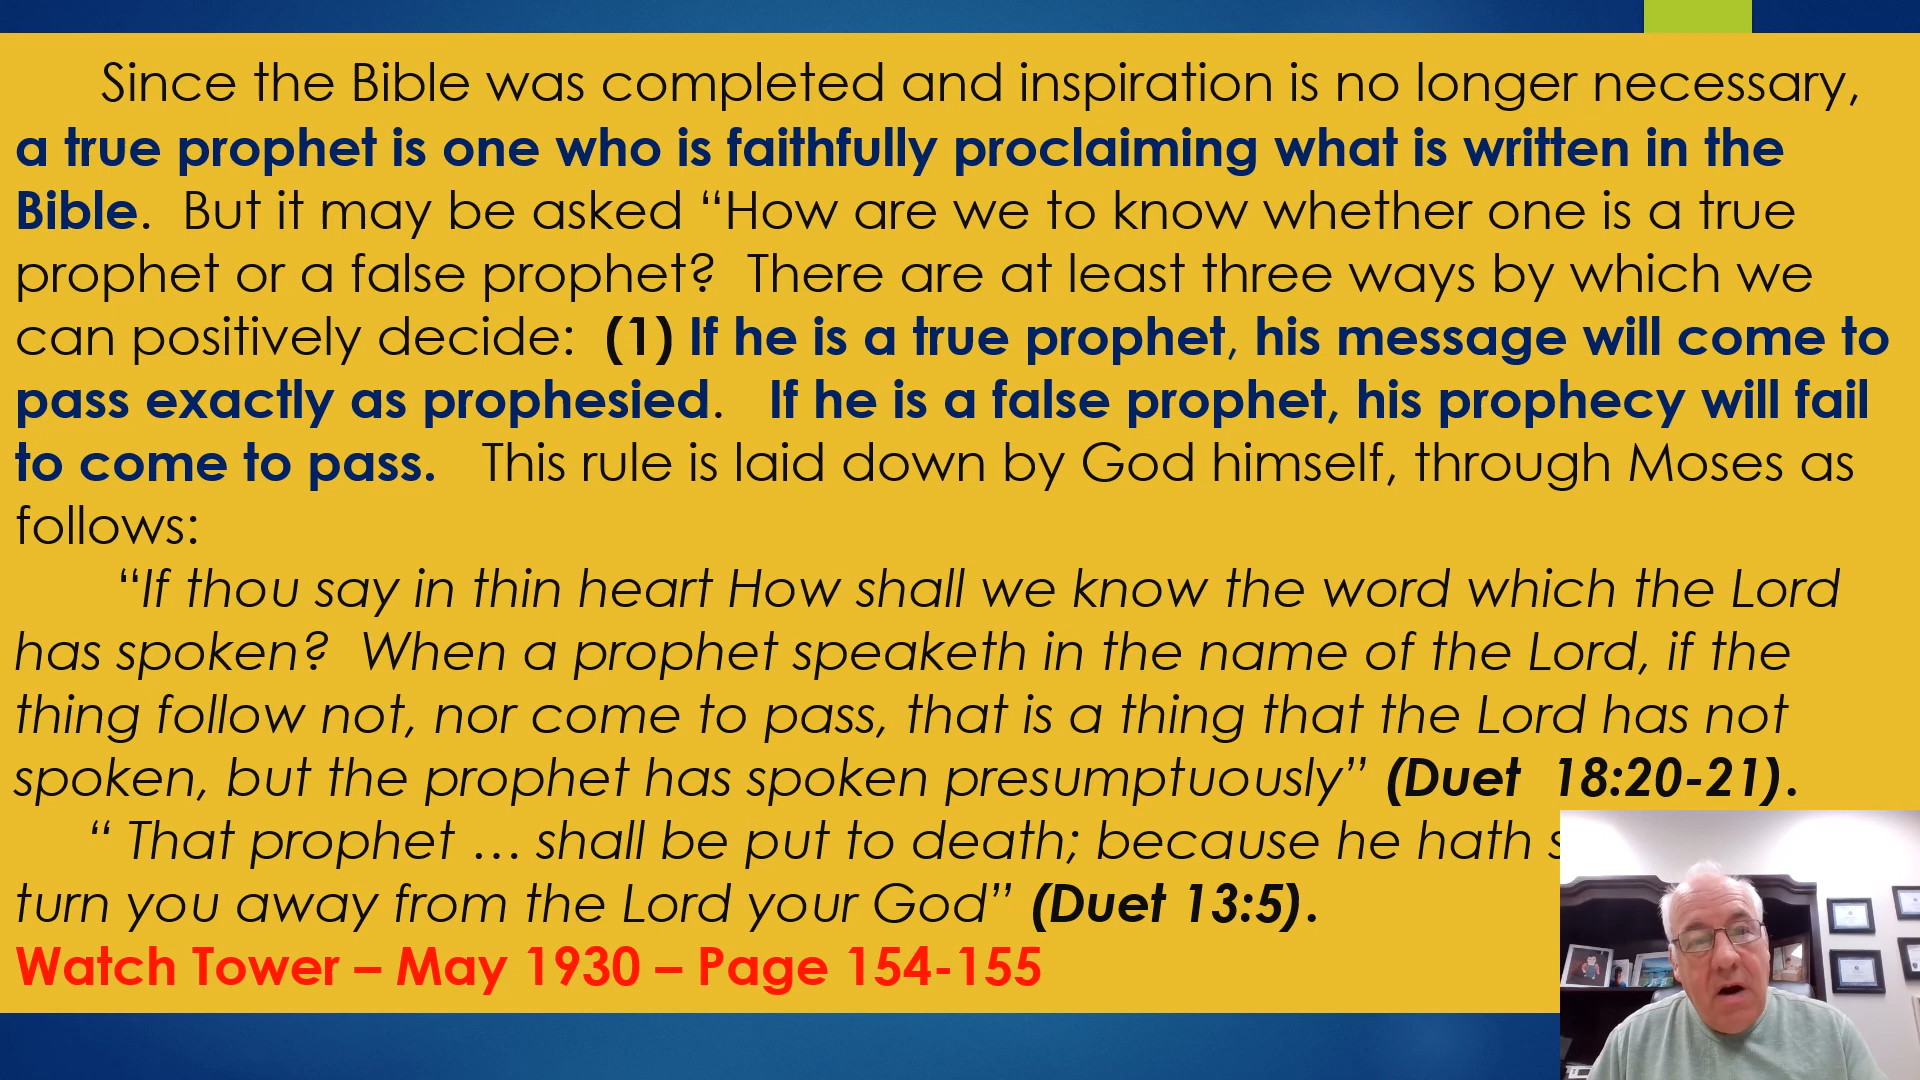 Since the Bible was completed and inspiration is no longer necessary,
a true prophet is one who is faithfully proclaiming what is written in the
Bible.  But it may be asked “How are we to know whether one is a true
prophet or a false prophet?  There are at least three ways by which we
can positively decide:  (1) If he is a true prophet, his message will come to
pass exactly as prophesied.   If he is a false prophet, his prophecy will fail
to come to pass.   This rule is laid down by God himself, through Moses as
follows:
“If thou say in thin heart How shall we know the word which the Lord
has spoken?  When a prophet speaketh in the name of the Lord, if the
thing follow not, nor come to pass, that is a thing that the Lord has not
spoken, but the prophet has spoken presumptuously” (Duet  18:20-21).
“ That prophet … shall be put to death; because he hath
turn you away from the Lord your God” (Duet 13:5).
Watch Tower – May 1930 – Page 154-155